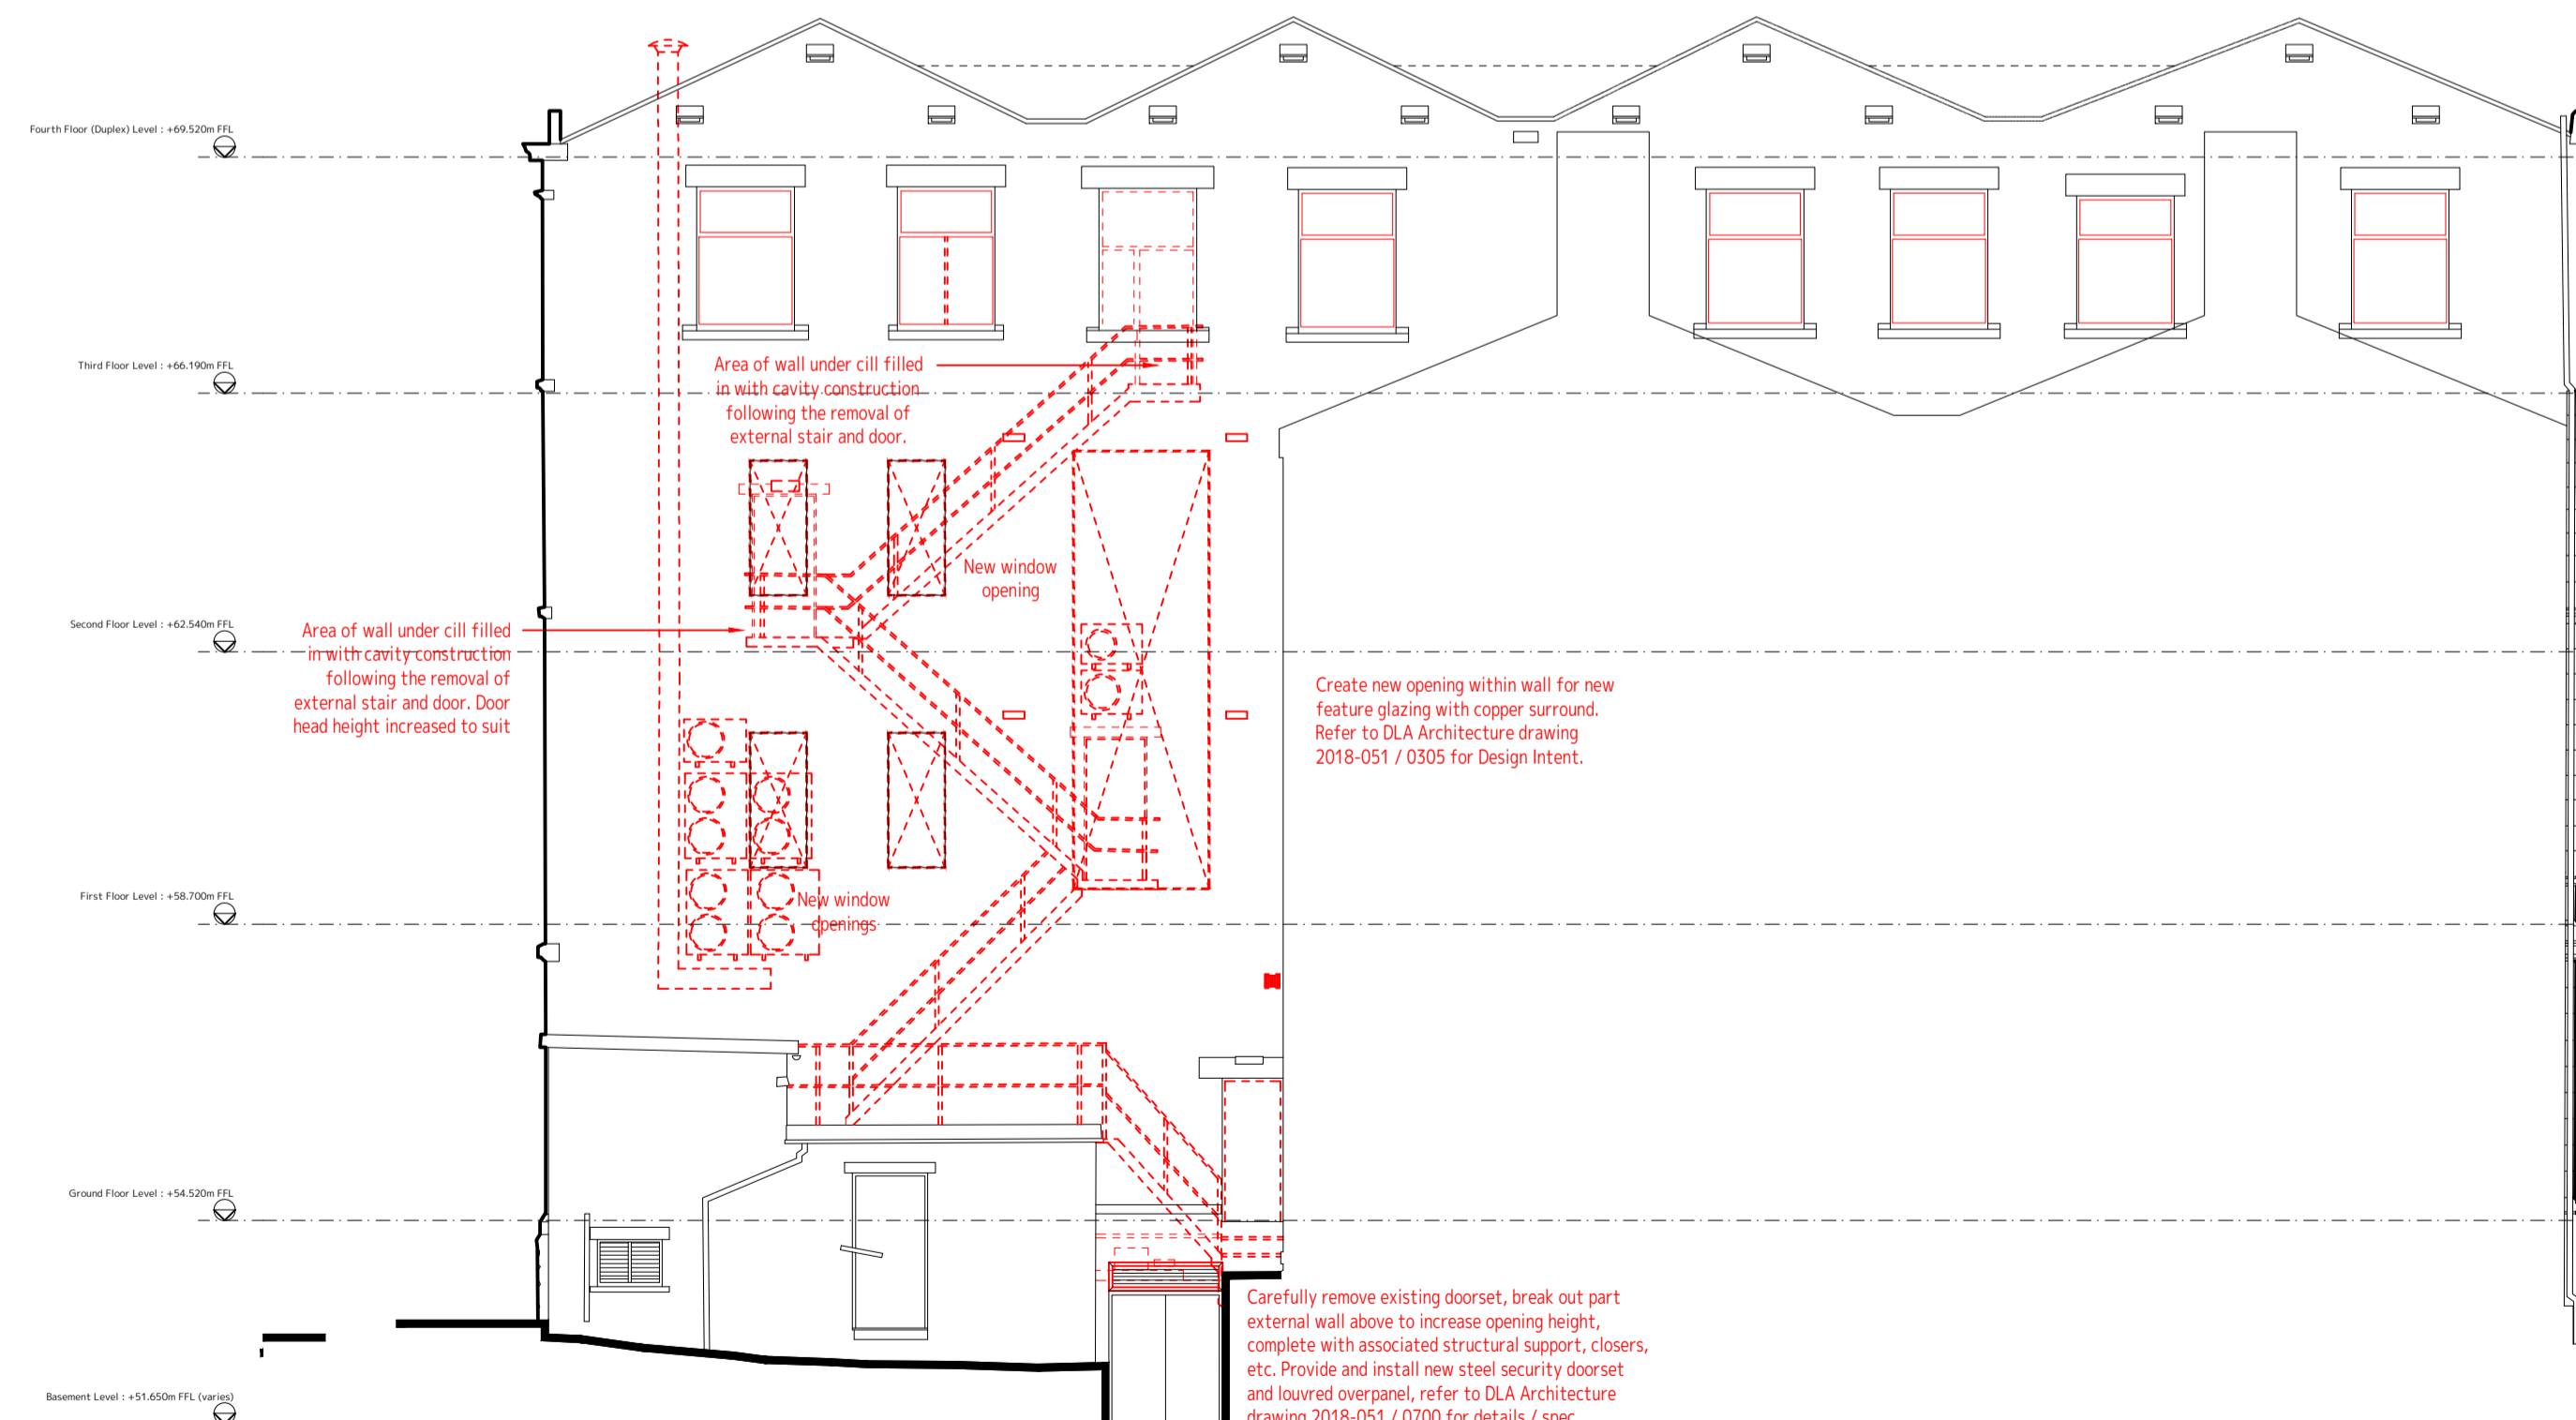 Fourth Floor (Duplex) Level : +69.520m FFL
Third Floor Level : +66.190m FFL
Area of wall under cill filled
in with cavity construction
following the removal of
external stair and door.
New window
opening
Second Floor Level : +62.540m FFL
Area of wall under cill filled
in with cavity construction
following the removal of
external stair and door. Door
head height increased to suit
Create new opening within wall for new
feature glazing with copper surround.
Refer to DLA Architecture drawing
2018-051 / 0305 for Design Intent.
First Floor Level : +58.700m FFL
New window
openings
Ground Floor Level : +54.520m FFL
Carefully remove existing doorset, break out part
external wall above to increase opening height,
complete with associated structural support, closers,
etc. Provide and install new steel security doorset
and louvred overpanel, refer to DLA Architecture
drawing 2018-051 / 0700 for details / spec
Basement Level : +51.650m FFL (varies)